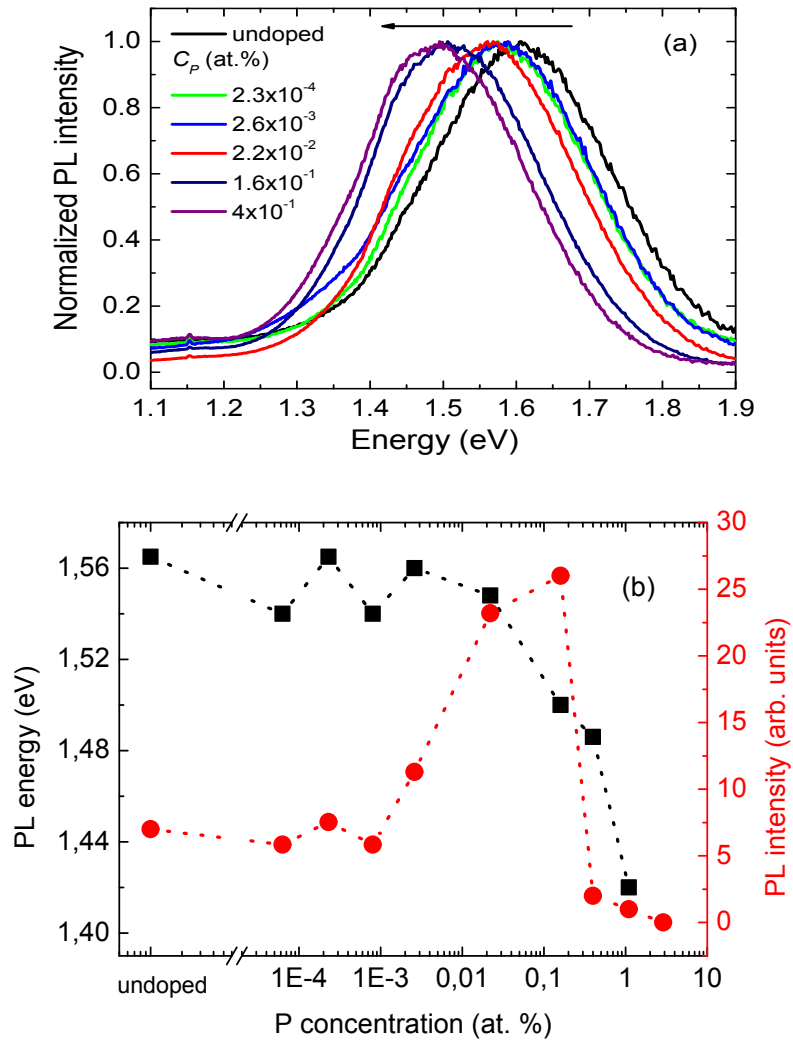 undoped
C_P (at.%)
2.3x10⁻⁴
2.6x10⁻³
2.2x10⁻²
1.6x10⁻¹
4x10⁻¹
(a)
Normalized PL intensity
1.0
0.8
0.6
0.4
0.2
0.0
1.1 1.2 1.3 1.4 1.5 1.6 1.7 1.8 1.9
Energy (eV)
(b)
PL energy (eV)
1,56
1,52
1,48
1,44
1,40
30
25
20
15
10
5
0
PL intensity (arb. units)
undoped 1E-4 1E-3 0,01 0,1 1 10
P concentration (at. %)